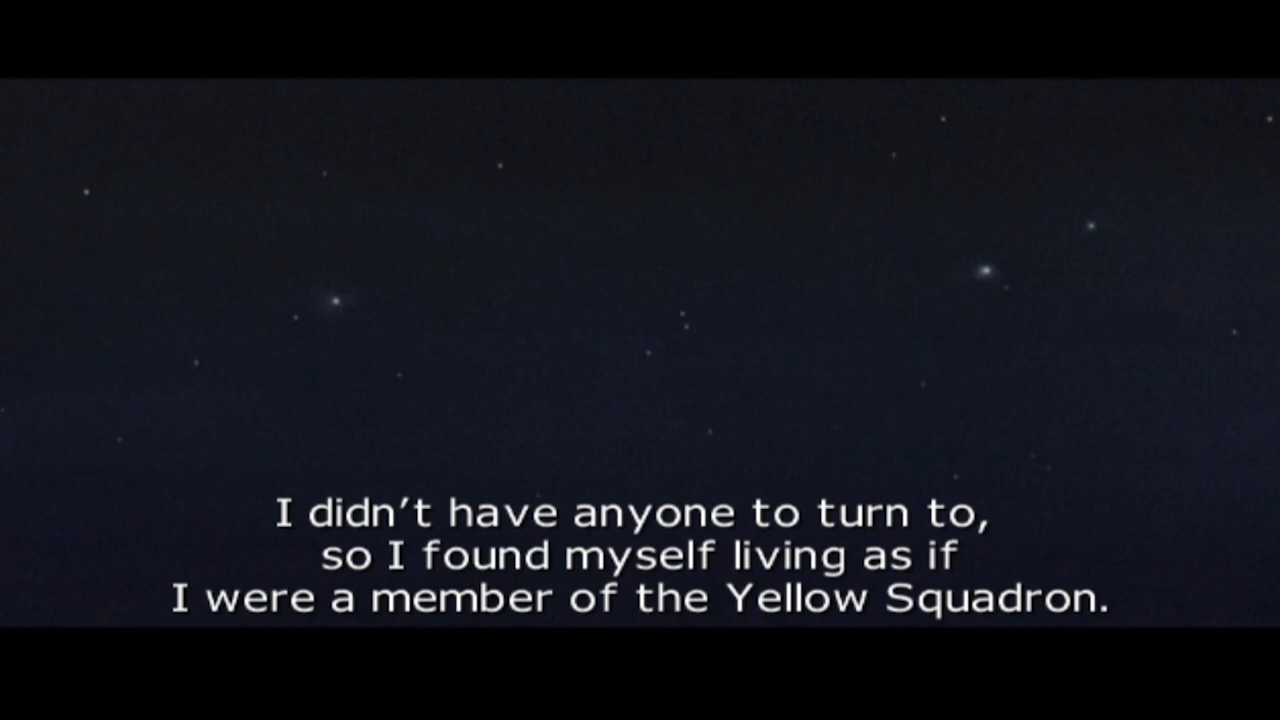 I didn’t have anyone to turn to,
so I found myself living as if
I were a member of the Yellow Squadron.